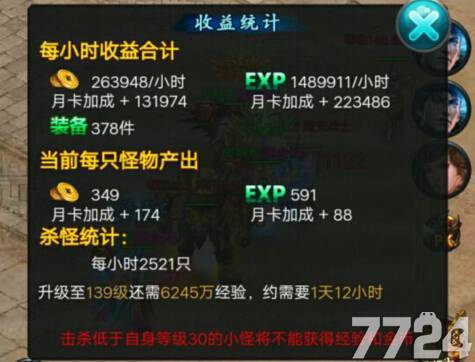 收益统计
每小时收益合计
263948/小时 EXP 1489911/小时
月卡加成 + 131974 月卡加成 + 223486
装备 378件
当前每只怪物产出
349 EXP 591
月卡加成 + 174 月卡加成 + 88
杀怪统计：
每小时2521只
升级至139级还需6245万经验，约需要1天12小时
击杀低于自身等级30的小怪将不能获得经验和金币
7724